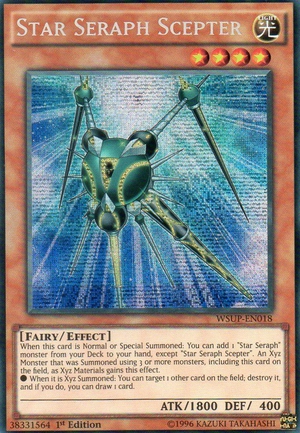 STAR SERAPH SCEPTER
LIGHT
光
WSUP-EN018
[FAIRY/EFFECT]
When this card is Normal or Special Summoned: You can add 1 "Star Seraph"
monster from your Deck to your hand, except "Star Seraph Scepter". An Xyz
Monster that was Summoned using 3 or more monsters, including this card on
the field, as Xyz Materials gains this effect.
● When it is Xyz Summoned: You can target 1 other card on the field; destroy it,
and if you do, you can draw 1 card.
ATK/1800 DEF/ 400
38331564 1st Edition ©1996 KAZUKI TAKAHASHI